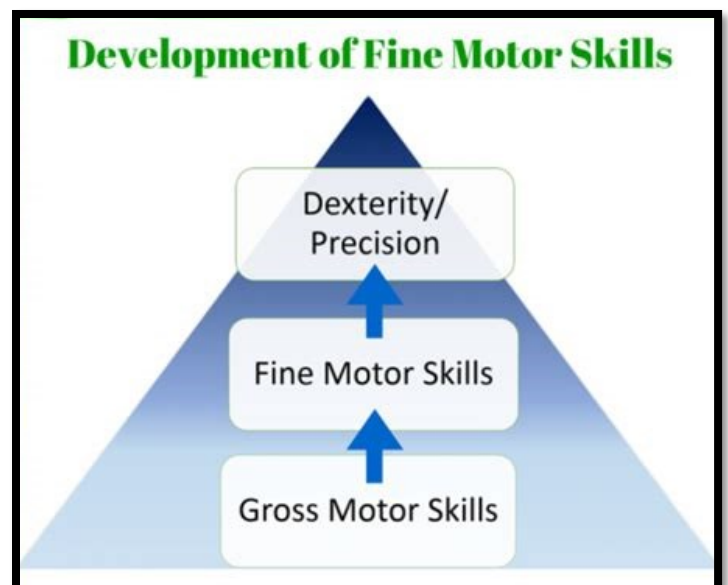 Development of Fine Motor Skills
Dexterity/
Precision
Fine Motor Skills
Gross Motor Skills